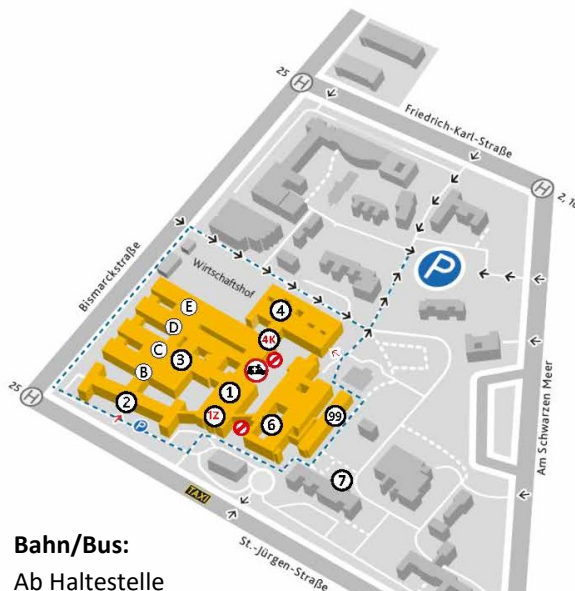 25 H
Friedrich-Karl-Straße
H
2, 10
Bismarckstraße
P
Wirtschaftshof
E
4
D
4K
C
3
B
1
2
1Z
99
6
P
25
H
7
Am Schwarzen Meer
TAXI
St.-Jürgen-Straße
Bahn/Bus:
Ab Haltestelle